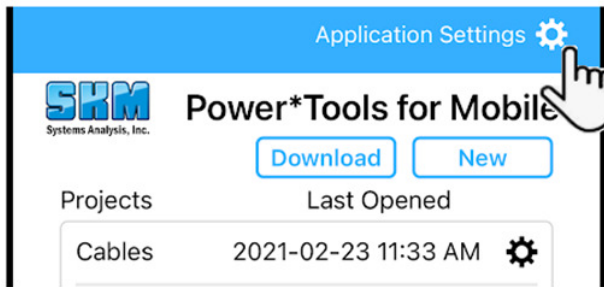 Application Settings
SKM
Systems Analysis, Inc.
Power*Tools for Mobile
Download New
Projects Last Opened
Cables 2021-02-23 11:33 AM